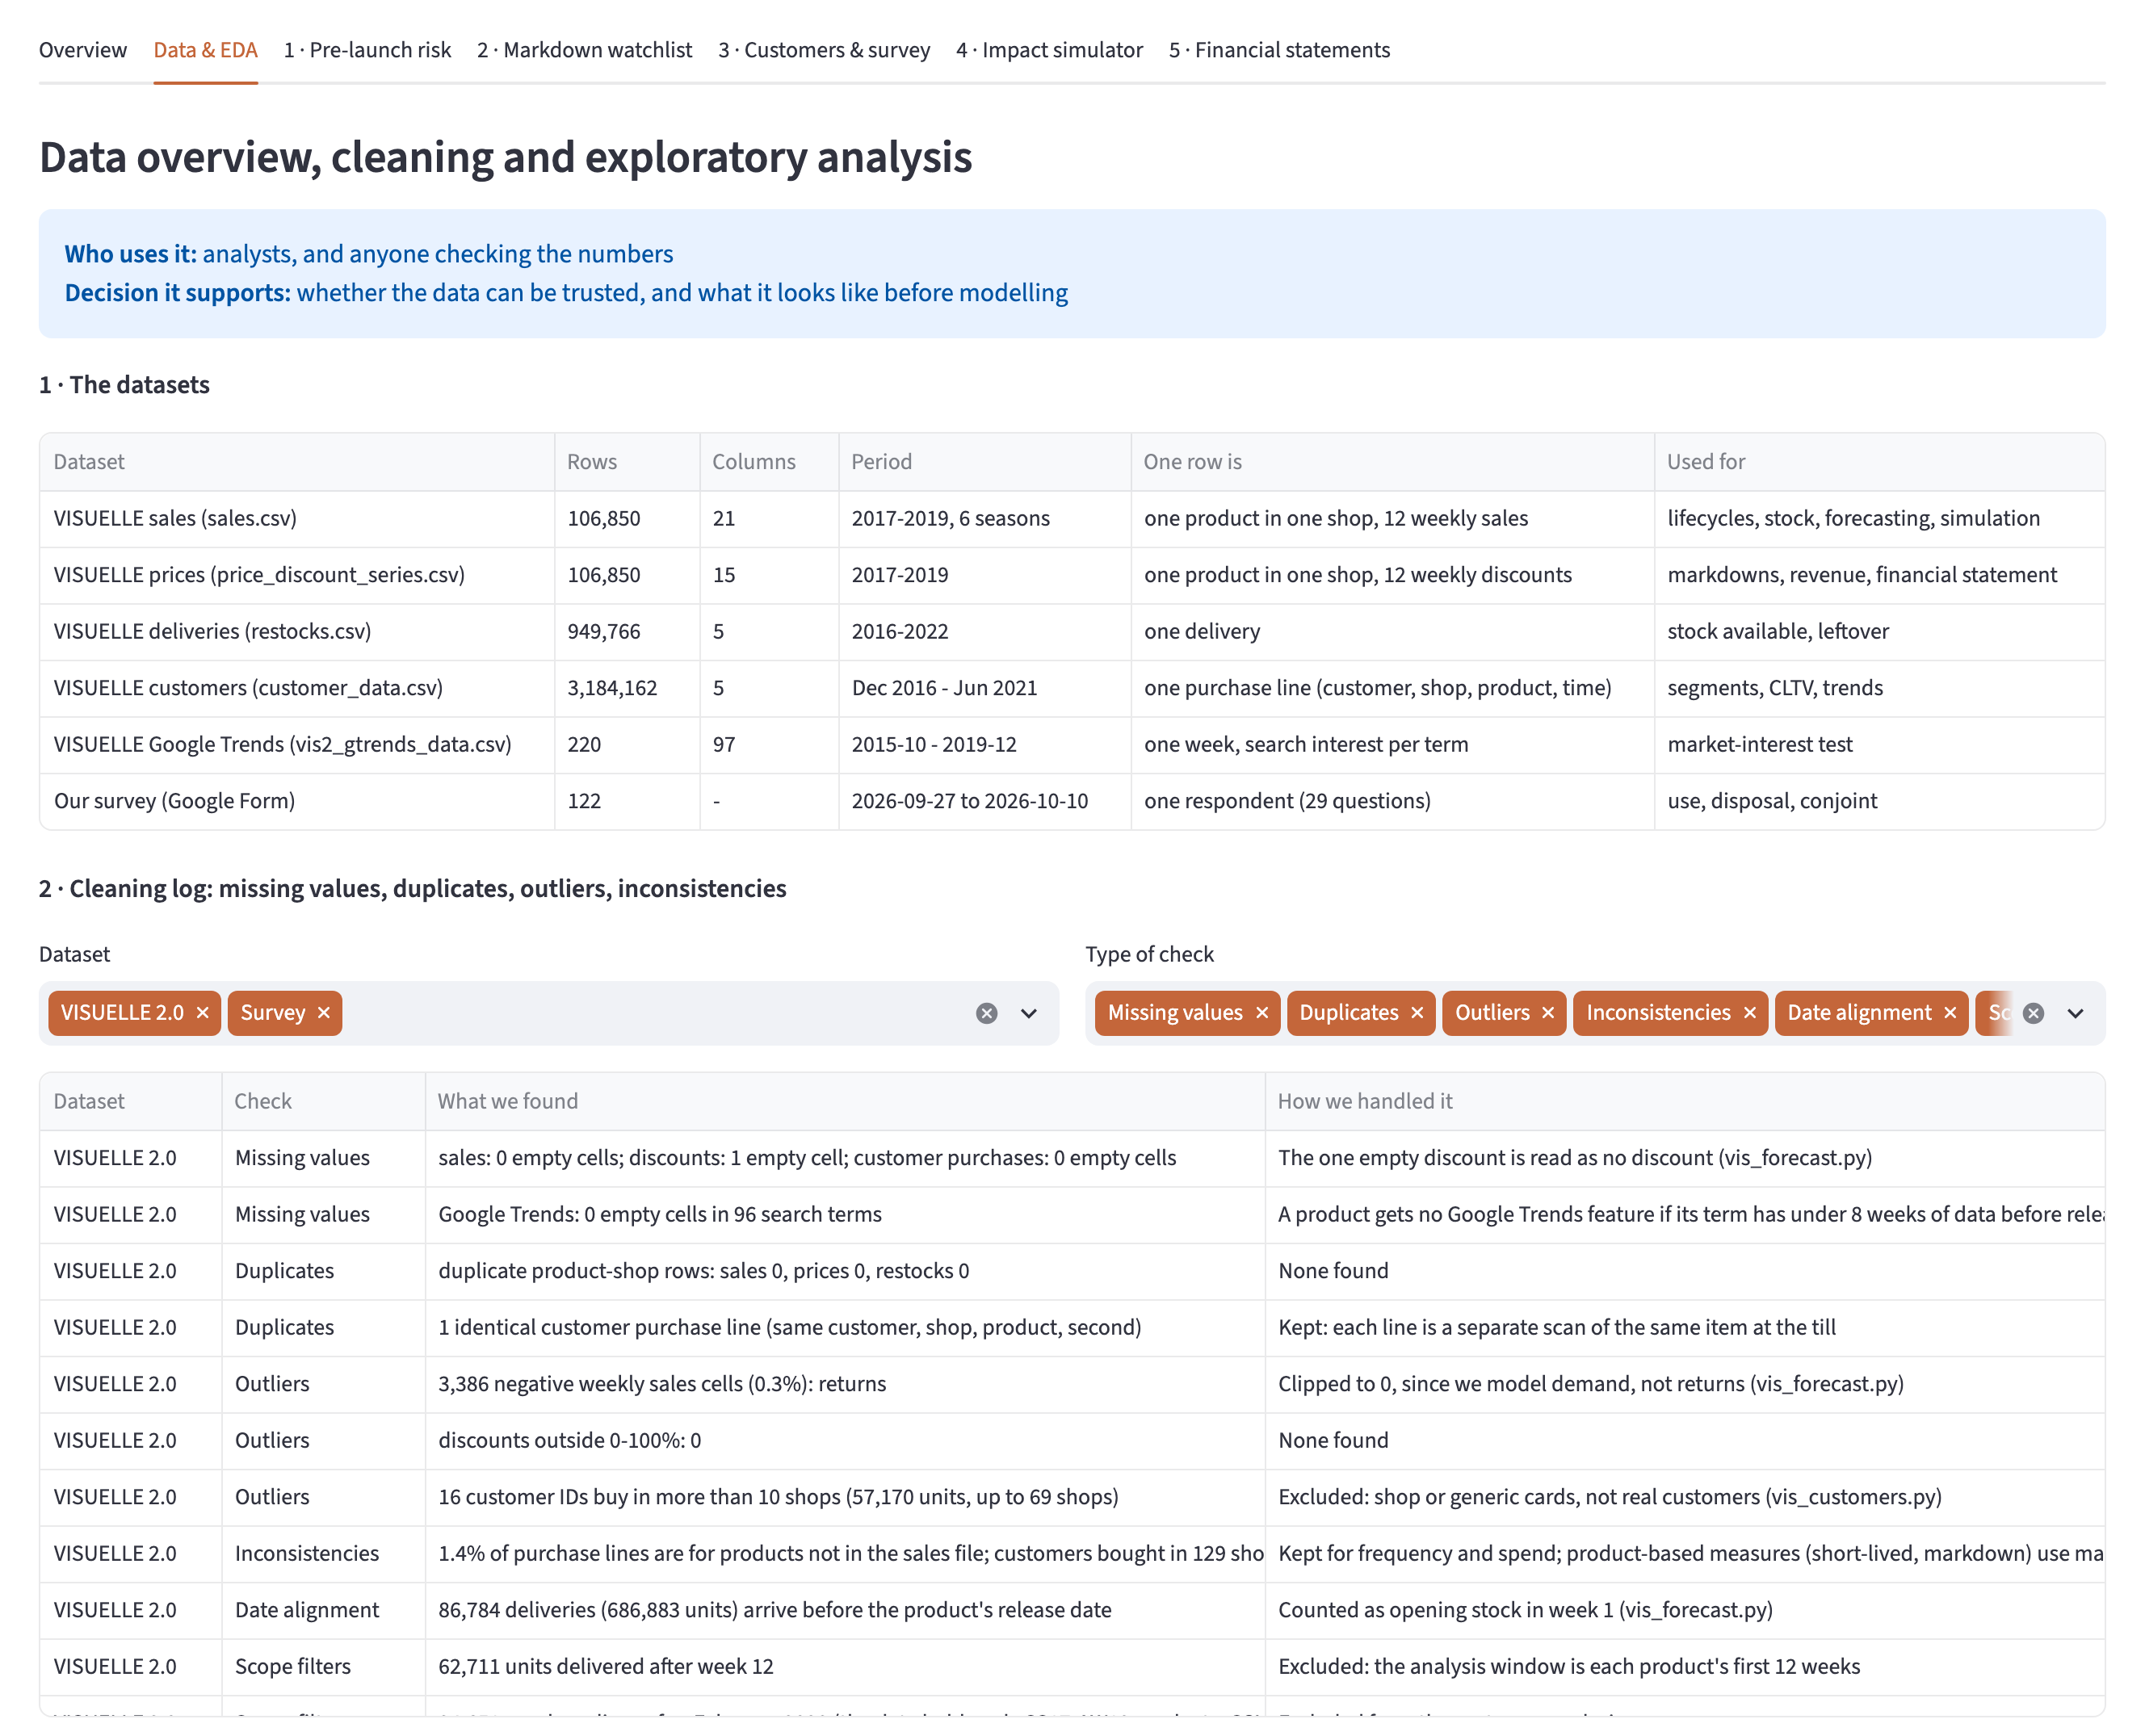 Overview Data & EDA 1 · Pre-launch risk 2 · Markdown watchlist 3 · Customers & survey 4 · Impact simulator 5 · Financial statements
Data overview, cleaning and exploratory analysis
Who uses it: analysts, and anyone checking the numbers
Decision it supports: whether the data can be trusted, and what it looks like before modelling
1 · The datasets
Dataset Rows Columns Period One row is Used for
VISUELLE sales (sales.csv) 106,850 21 2017-2019, 6 seasons one product in one shop, 12 weekly sales lifecycles, stock, forecasting, simulation
VISUELLE prices (price_discount_series.csv) 106,850 15 2017-2019 one product in one shop, 12 weekly discounts markdowns, revenue, financial statement
VISUELLE deliveries (restocks.csv) 949,766 5 2016-2022 one delivery stock available, leftover
VISUELLE customers (customer_data.csv) 3,184,162 5 Dec 2016 - Jun 2021 one purchase line (customer, shop, product, time) segments, CLTV, trends
VISUELLE Google Trends (vis2_gtrends_data.csv) 220 97 2015-10 - 2019-12 one week, search interest per term market-interest test
Our survey (Google Form) 122 - 2026-09-27 to 2026-10-10 one respondent (29 questions) use, disposal, conjoint
2 · Cleaning log: missing values, duplicates, outliers, inconsistencies
Dataset Type of check
VISUELLE 2.0 Survey Missing values Duplicates Outliers Inconsistencies Date alignment Sc
Dataset Check What we found How we handled it
VISUELLE 2.0 Missing values sales: 0 empty cells; discounts: 1 empty cell; customer purchases: 0 empty cells The one empty discount is read as no discount (vis_forecast.py)
VISUELLE 2.0 Missing values Google Trends: 0 empty cells in 96 search terms A product gets no Google Trends feature if its term has under 8 weeks of data before relea
VISUELLE 2.0 Duplicates duplicate product-shop rows: sales 0, prices 0, restocks 0 None found
VISUELLE 2.0 Duplicates 1 identical customer purchase line (same customer, shop, product, second) Kept: each line is a separate scan of the same item at the till
VISUELLE 2.0 Outliers 3,386 negative weekly sales cells (0.3%): returns Clipped to 0, since we model demand, not returns (vis_forecast.py)
VISUELLE 2.0 Outliers discounts outside 0-100%: 0 None found
VISUELLE 2.0 Outliers 16 customer IDs buy in more than 10 shops (57,170 units, up to 69 shops) Excluded: shop or generic cards, not real customers (vis_customers.py)
VISUELLE 2.0 Inconsistencies 1.4% of purchase lines are for products not in the sales file; customers bought in 129 sho Kept for frequency and spend; product-based measures (short-lived, markdown) use ma
VISUELLE 2.0 Date alignment 86,784 deliveries (686,883 units) arrive before the product's release date Counted as opening stock in week 1 (vis_forecast.py)
VISUELLE 2.0 Scope filters 62,711 units delivered after week 12 Excluded: the analysis window is each product's first 12 weeks